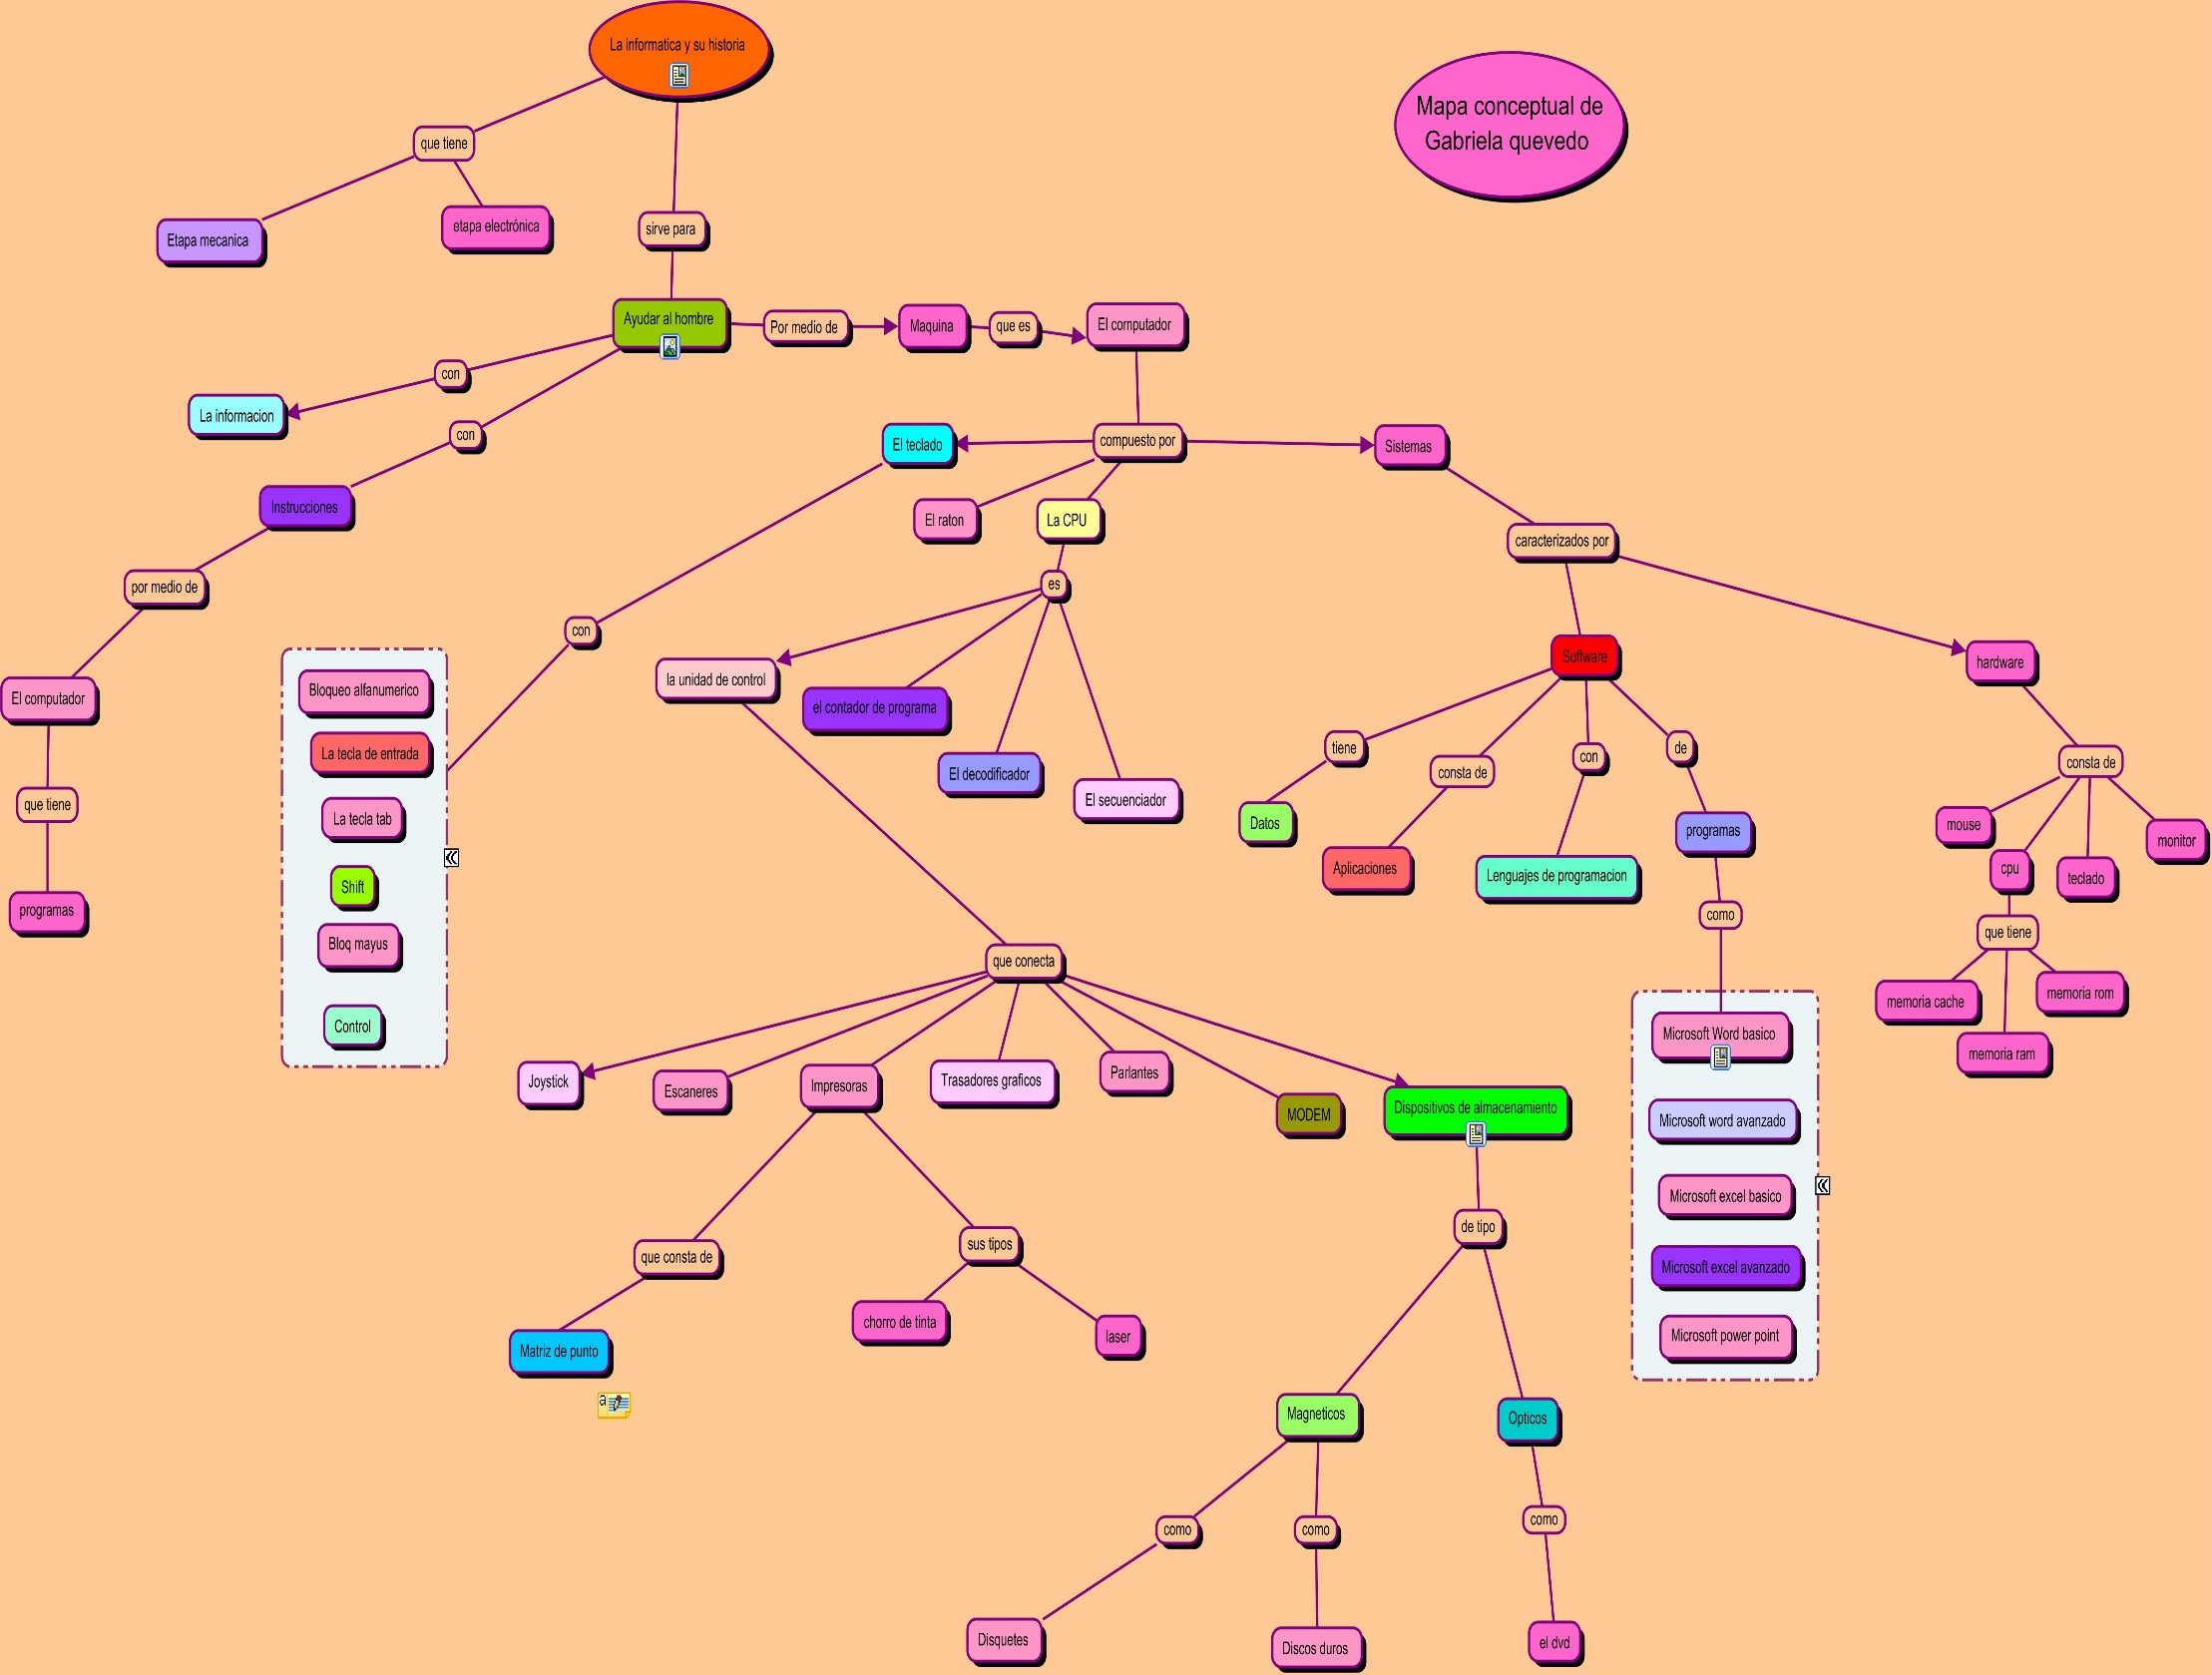 La informatica y su historia
Mapa conceptual de
Gabriela quevedo
que tiene
Etapa mecanica
etapa electrónica
sirve para
Ayudar al hombre
Por medio de
Maquina
que es
El computador
con
La informacion
con
Instrucciones
por medio de
El computador
que tiene
programas
compuesto por
El teclado
Sistemas
El raton
La CPU
caracterizados por
es
con
Bloqueo alfanumerico
La tecla de entrada
La tecla tab
Shift
Bloq mayus
Control
la unidad de control
el contador de programa
El decodificador
El secuenciador
Software
hardware
tiene
consta de
con
de
Datos
Aplicaciones
Lenguajes de programacion
programas
como
consta de
mouse
cpu
teclado
monitor
que tiene
memoria cache
memoria ram
memoria rom
que conecta
Joystick
Escaneres
Impresoras
Trasadores graficos
Parlantes
MODEM
Dispositivos de almacenamiento
Microsoft Word basico
Microsoft word avanzado
Microsoft excel basico
Microsoft excel avanzado
Microsoft power point
que consta de
sus tipos
de tipo
Matriz de punto
chorro de tinta
laser
a
Magneticos
Opticos
como
como
como
Disquetes
Discos duros
el dvd